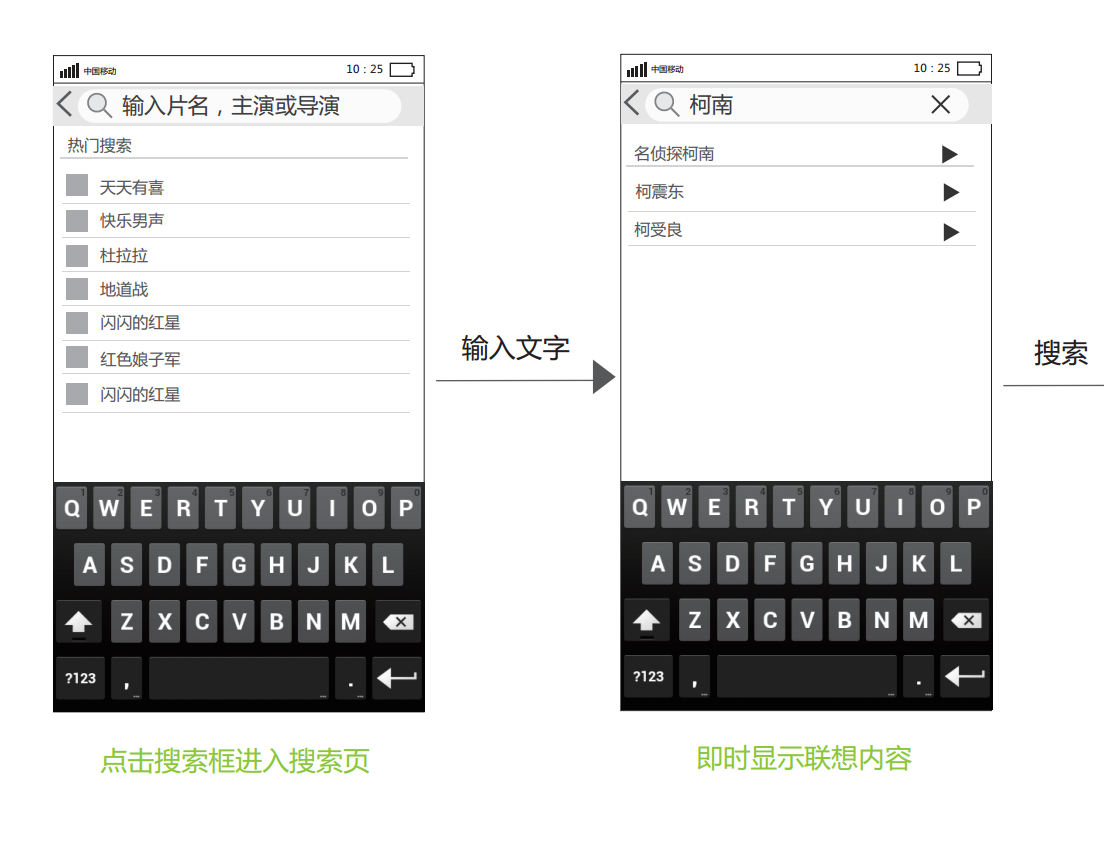 中国移动 10 : 25
输入片名，主演或导演
热门搜索
天天有喜
快乐男声
杜拉拉
地道战
闪闪的红星
红色娘子军
闪闪的红星
1 2 3 4 5 6 7 8 9 0
Q W E R T Y U I O P
A S D F G H J K L
Z X C V B N M
?123 , ... .
点击搜索框进入搜索页
输入文字
中国移动 10 : 25
柯南
名侦探柯南
柯震东
柯受良
1 2 3 4 5 6 7 8 9 0
Q W E R T Y U I O P
A S D F G H J K L
Z X C V B N M
?123 , ... .
即时显示联想内容
搜索